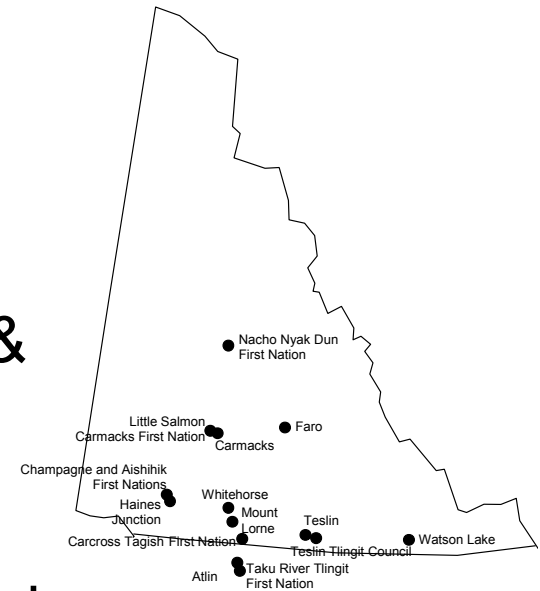 &
Nacho Nyak Dun
First Nation
Little Salmon
Carmacks First Nation
Carmacks
Faro
Champagne and Aishihik
First Nations
Haines
Junction
Whitehorse
Mount
Lorne
Carcross Tagish First Nation
Teslin
Teslin Tlingit Council
Watson Lake
Atlin
Taku River Tlingit
First Nation